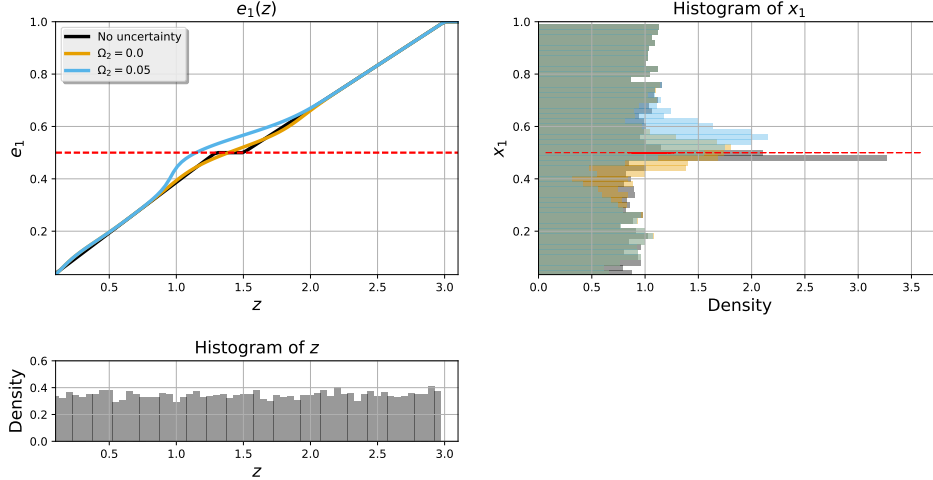 e₁(z)
1.0
0.8
0.6
0.4
0.2
e₁
No uncertainty
Ω₂ = 0.0
Ω₂ = 0.05
0.5 1.0 1.5 2.0 2.5 3.0
z
Histogram of x₁
1.0
0.8
0.6
0.4
0.2
x₁
0.0 0.5 1.0 1.5 2.0 2.5 3.0 3.5
Density
Histogram of z
0.6
0.4
0.2
0.0
Density
0.5 1.0 1.5 2.0 2.5 3.0
z